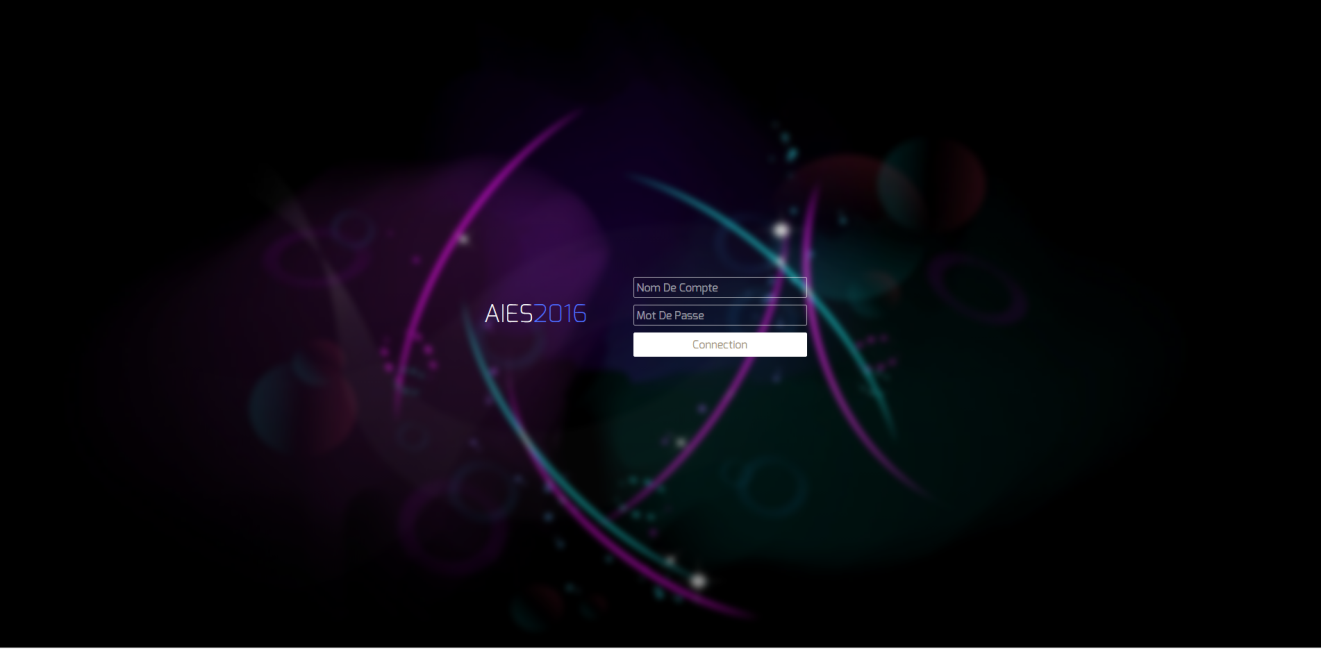 AIES2016
Nom De Compte
Mot De Passe
Connection